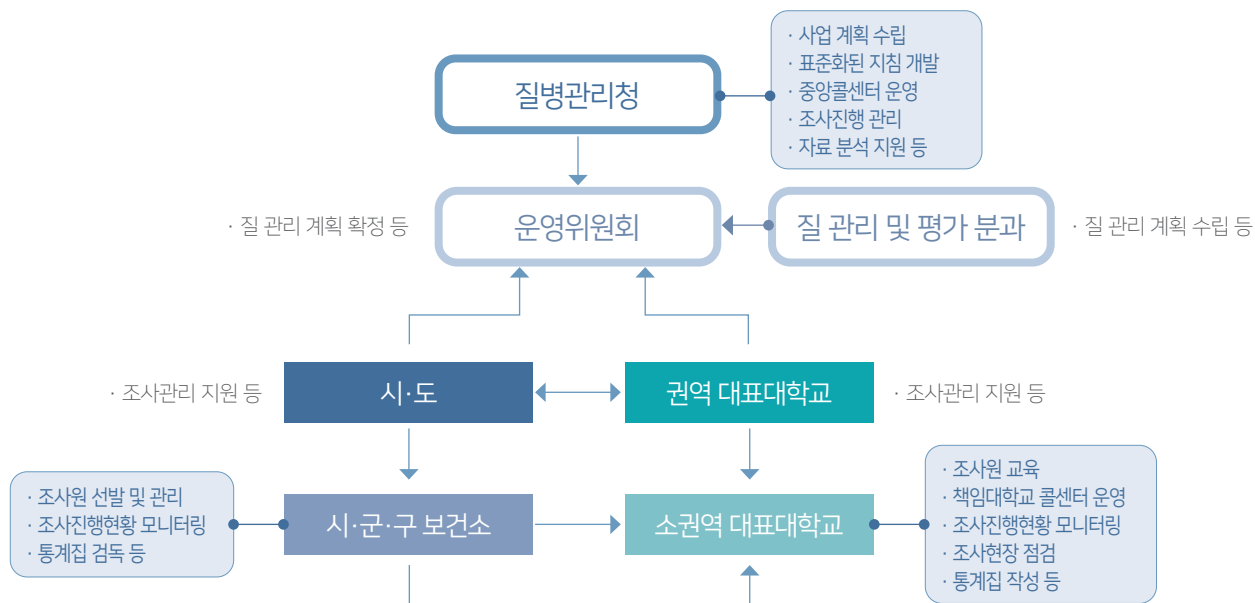 · 사업 계획 수립
· 표준화된 지침 개발
· 중앙콜센터 운영
· 조사진행 관리
· 자료 분석 지원 등
질병관리청
· 질 관리 계획 확정 등
운영위원회
질 관리 및 평가 분과
· 질 관리 계획 수립 등
· 조사관리 지원 등
시·도
권역 대표대학교
· 조사관리 지원 등
· 조사원 선발 및 관리
· 조사진행현황 모니터링
· 통계집 검독 등
시·군·구 보건소
소권역 대표대학교
· 조사원 교육
· 책임대학교 콜센터 운영
· 조사진행현황 모니터링
· 조사현장 점검
· 통계집 작성 등